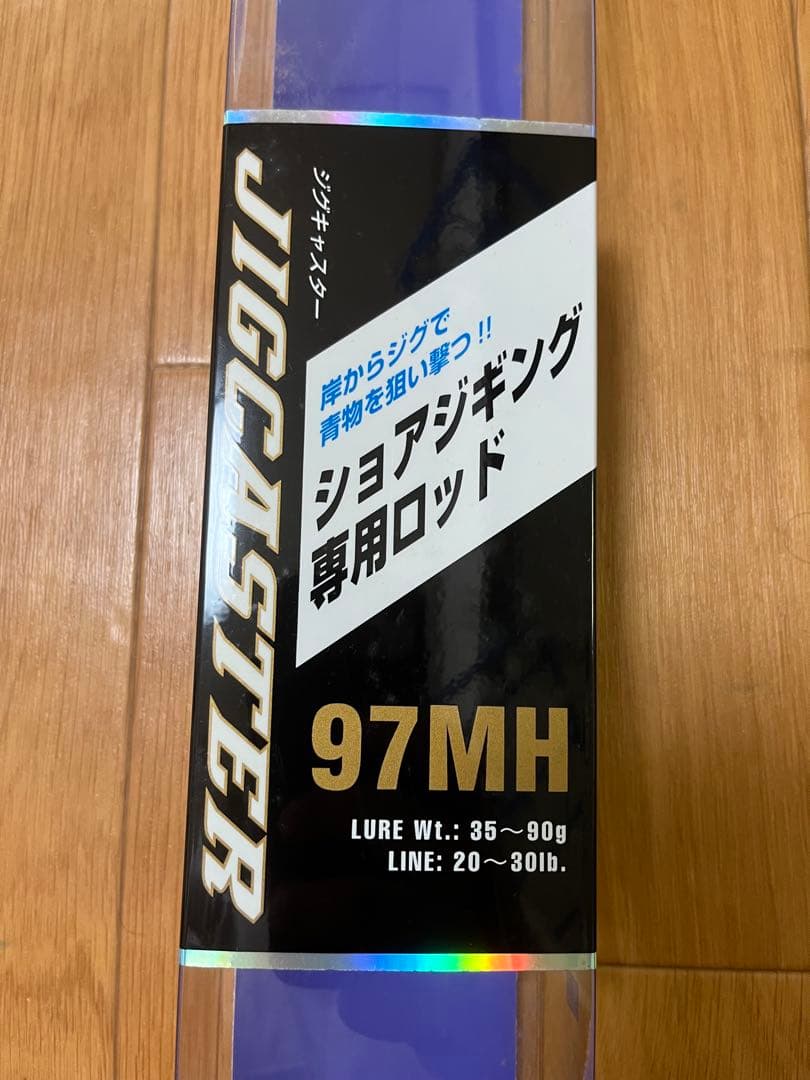 JIGCASTER
ジグキャスター
岸からジグで
青物を狙い撃つ!!
ショアジギング
専用ロッド
97MH
LURE Wt.: 35〜90g
LINE: 20〜30lb.